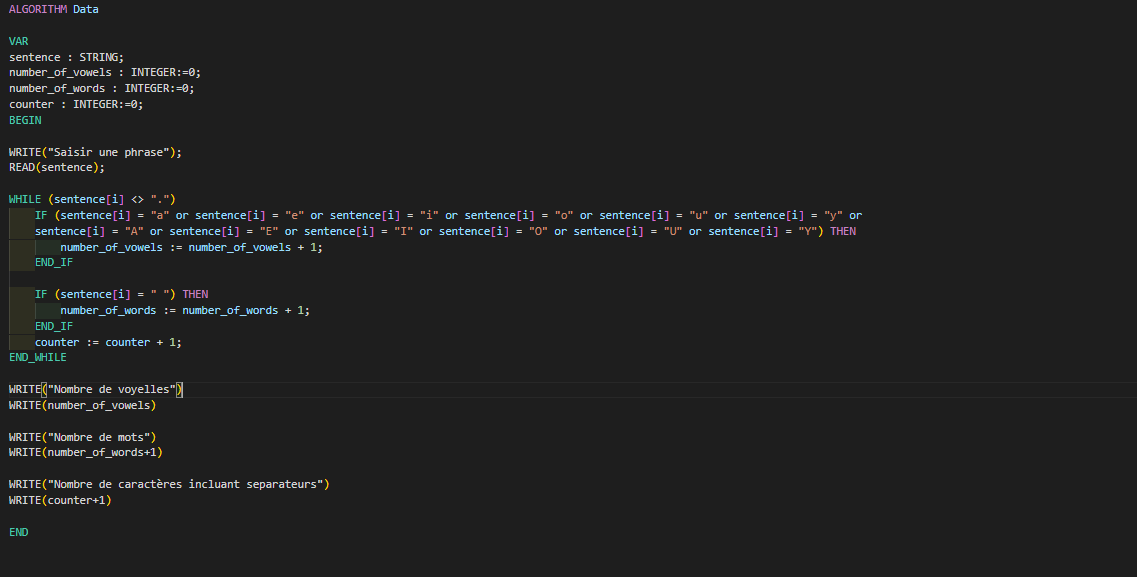 ALGORITHM Data
VAR
sentence : STRING;
number_of_vowels : INTEGER:=0;
number_of_words : INTEGER:=0;
counter : INTEGER:=0;
BEGIN
WRITE("Saisir une phrase");
READ(sentence);
WHILE (sentence[i] <> ".")
IF (sentence[i] = "a" or sentence[i] = "e" or sentence[i] = "i" or sentence[i] = "o" or sentence[i] = "u" or sentence[i] = "y" or
sentence[i] = "A" or sentence[i] = "E" or sentence[i] = "I" or sentence[i] = "O" or sentence[i] = "U" or sentence[i] = "Y") THEN
number_of_vowels := number_of_vowels + 1;
END_IF
IF (sentence[i] = " ") THEN
number_of_words := number_of_words + 1;
END_IF
counter := counter + 1;
END_WHILE
WRITE("Nombre de voyelles")
WRITE(number_of_vowels)
WRITE("Nombre de mots")
WRITE(number_of_words+1)
WRITE("Nombre de caractères incluant separateurs")
WRITE(counter+1)
END